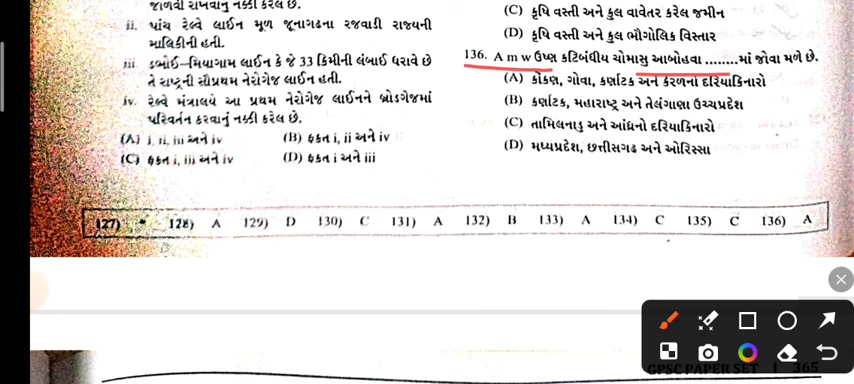 જાળવી રાખવાનું નક્કી કરેલ છે.
ii. પાંચ રેલ્વે લાઈન મૂળ જૂનાગઢના રજવાડી રાજ્યની
માલિકીની હતી.
iii. ડભોઈ-મિયાગામ લાઈન કે જે 33 કિમીની લંબાઈ ધરાવે છે
તે રાષ્ટ્રની સૌપ્રથમ નેરોગેજ લાઈન હતી.
iv. રેલ્વે મંત્રાલયે આ પ્રથમ નેરોગેજ લાઈનને બ્રોડગેજમાં
પરિવર્તન કરવાનું નક્કી કરેલ છે.
(A) i, ii, iii અને iv (B) ફક્ત i, ii અને iv
(C) ફક્ત i, iii અને iv (D) ફક્ત i અને iii
(C) કૃષિ વસ્તી અને કુલ વાવેતર કરેલ જમીન
(D) કૃષિ વસ્તી અને કુલ ભૌગોલિક વિસ્તાર
136. A m w ઉષ્ણ કટિબંધીય ચોમાસુ આબોહવા ........માં જોવા મળે છે.
(A) કોંકણ, ગોવા, કર્ણાટક અને કેરળનાં દરિયાકિનારો
(B) કર્ણાટક, મહારાષ્ટ્ર અને તેલંગાણા ઉચ્ચપ્રદેશ
(C) તામિલનાડુ અને આંધ્રનો દરિયાકિનારો
(D) મધ્યપ્રદેશ, છત્તીસગઢ અને ઓરિસ્સા
127) * 128) A 129) D 130) C 131) A 132) B 133) A 134) C 135) C 136) A
GPSC PAPER SET I 365